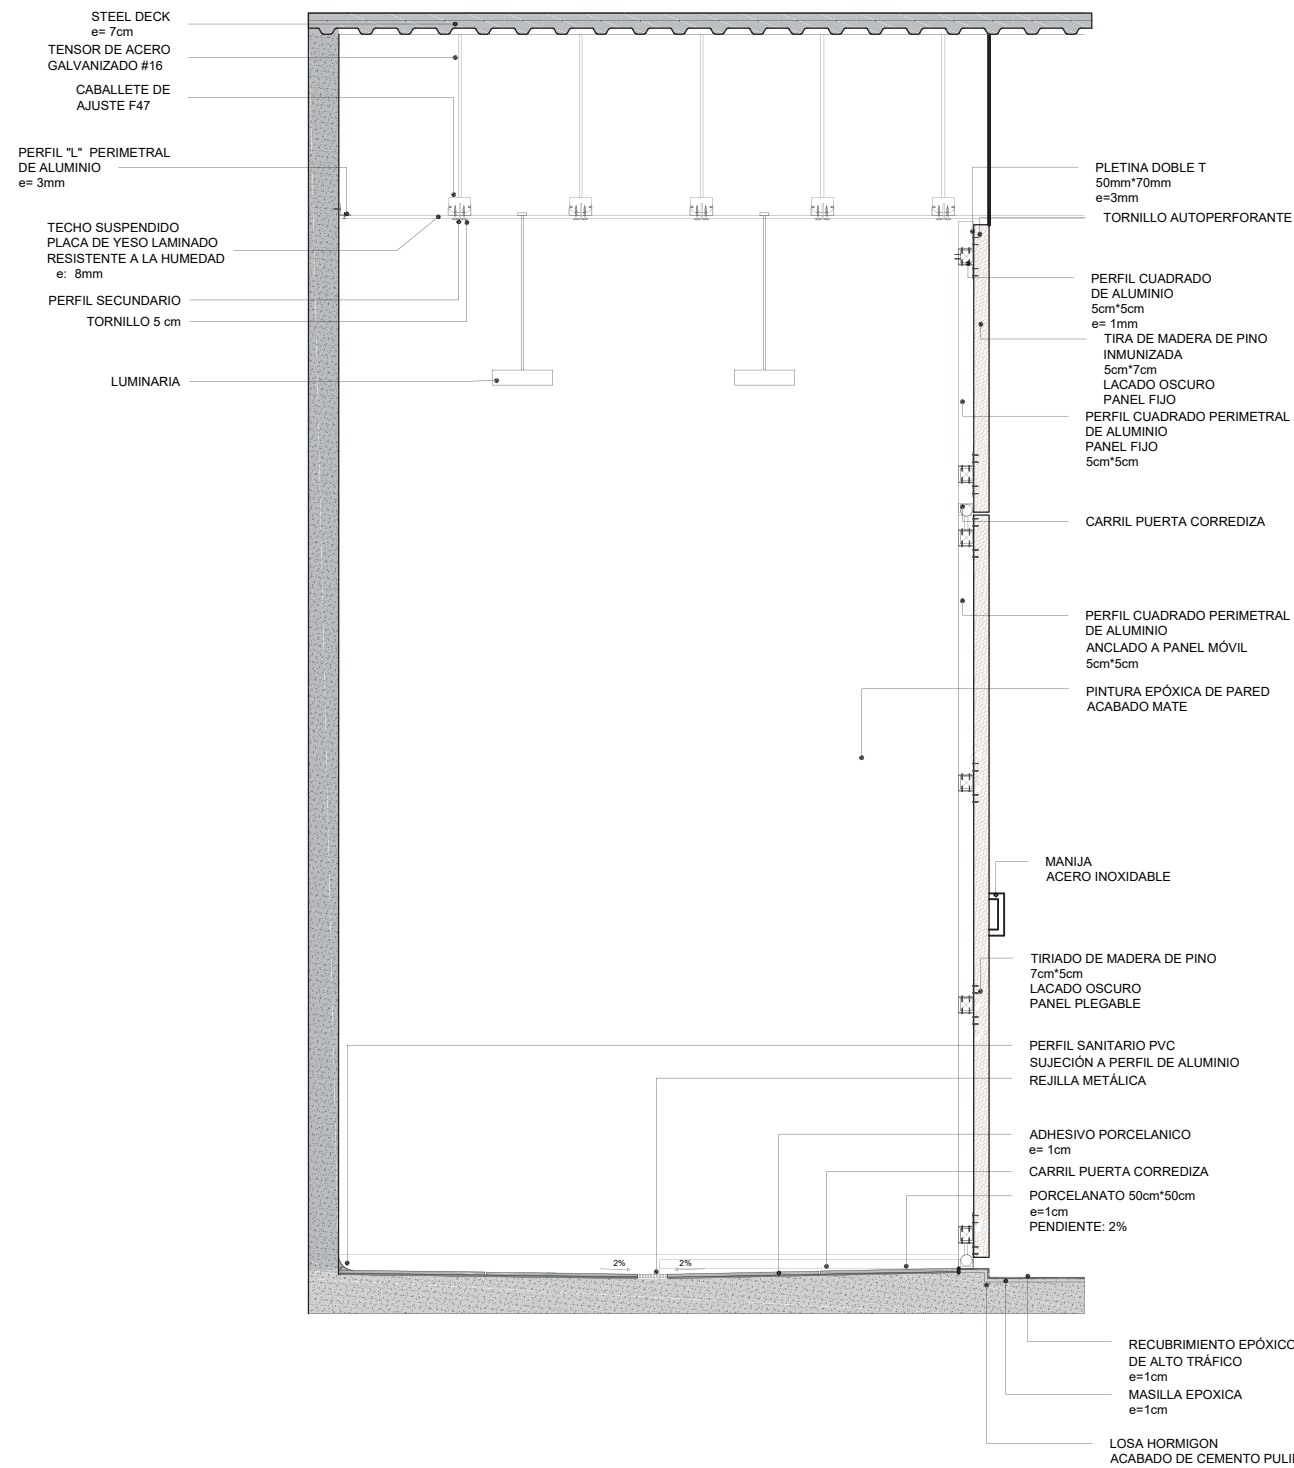 STEEL DECK
e= 7cm
TENSOR DE ACERO
GALVANIZADO #16
CABALLETE DE
AJUSTE F47
PERFIL "L" PERIMETRAL
DE ALUMINIO
e= 3mm
TECHO SUSPENDIDO
PLACA DE YESO LAMINADO
RESISTENTE A LA HUMEDAD
e: 8mm
PERFIL SECUNDARIO
TORNILLO 5 cm
LUMINARIA
PLETINA DOBLE T
50mm*70mm
e=3mm
TORNILLO AUTOPERFORANTE
PERFIL CUADRADO
DE ALUMINIO
5cm*5cm
e= 1mm
TIRA DE MADERA DE PINO
INMUNIZADA
5cm*7cm
LACADO OSCURO
PANEL FIJO
PERFIL CUADRADO PERIMETRAL
DE ALUMINIO
PANEL FIJO
5cm*5cm
CARRIL PUERTA CORREDIZA
PERFIL CUADRADO PERIMETRAL
DE ALUMINIO
ANCLADO A PANEL MÓVIL
5cm*5cm
PINTURA EPÓXICA DE PARED
ACABADO MATE
MANIJA
ACERO INOXIDABLE
TIRIADO DE MADERA DE PINO
7cm*5cm
LACADO OSCURO
PANEL PLEGABLE
PERFIL SANITARIO PVC
SUJECIÓN A PERFIL DE ALUMINIO
REJILLA METÁLICA
ADHESIVO PORCELANICO
e= 1cm
CARRIL PUERTA CORREDIZA
PORCELANATO 50cm*50cm
e=1cm
PENDIENTE: 2%
2% 2%
RECUBRIMIENTO EPÓXICO
DE ALTO TRÁFICO
e=1cm
MASILLA EPOXICA
e=1cm
LOSA HORMIGON
ACABADO DE CEMENTO